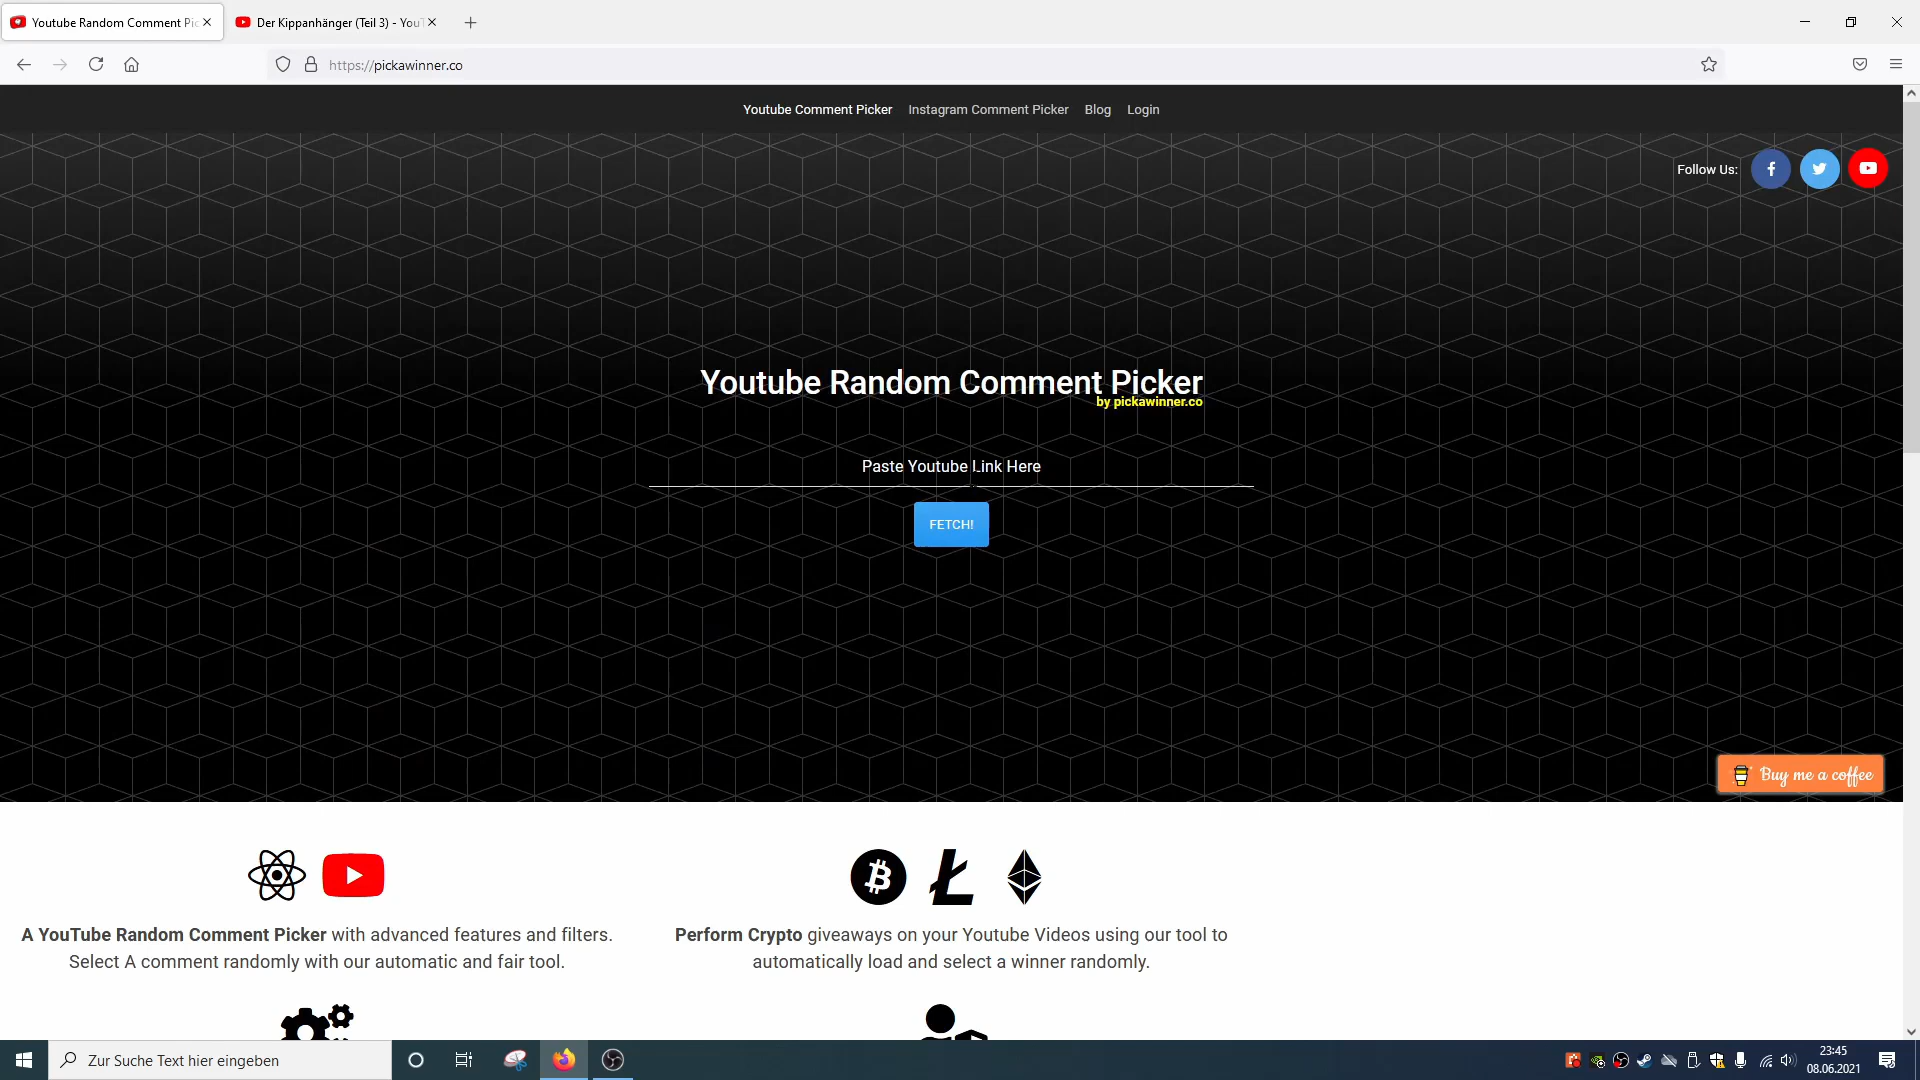 Youtube Random Comment Pic
Der Kippanhänger (Teil 3) - YouT
https://pickawinner.co
Youtube Comment Picker
Instagram Comment Picker
Blog
Login
Follow Us:
Youtube Random Comment Picker
by pickawinner.co
Paste Youtube Link Here
FETCH!
Buy me a coffee
A YouTube Random Comment Picker with advanced features and filters.
Select A comment randomly with our automatic and fair tool.
Perform Crypto giveaways on your Youtube Videos using our tool to
automatically load and select a winner randomly.
Zur Suche Text hier eingeben
23:45
08.06.2021